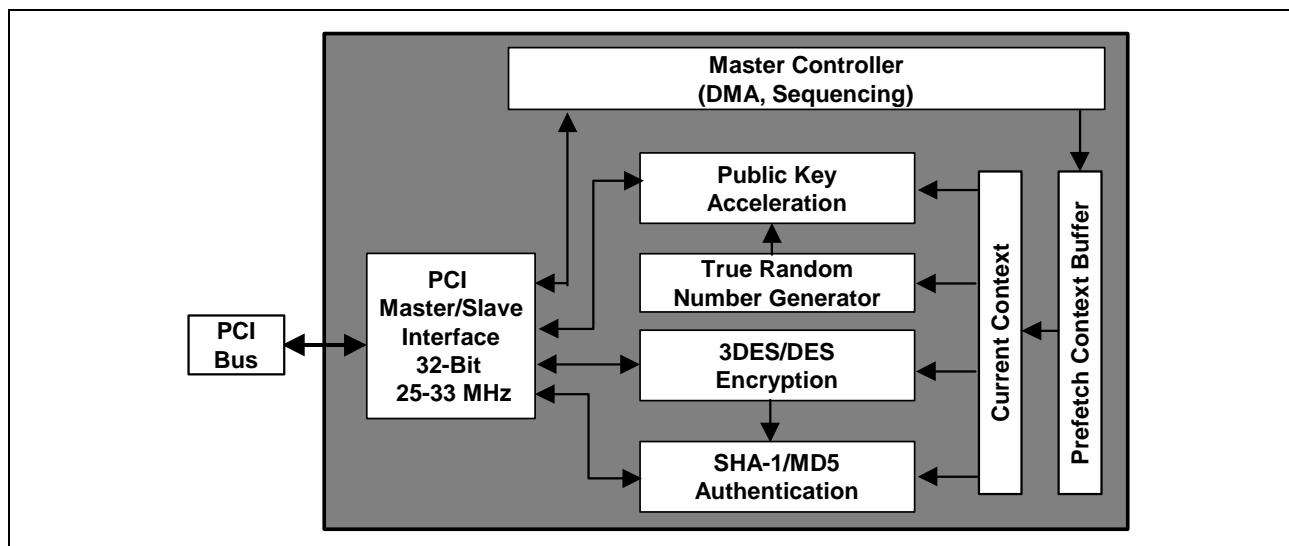 Master Controller
(DMA, Sequencing)
Public Key
Acceleration
True Random
Number Generator
PCI
Master/Slave
Interface
32-Bit
25-33 MHz
PCI
Bus
3DES/DES
Encryption
SHA-1/MD5
Authentication
Current Context
Prefetch Context Buffer